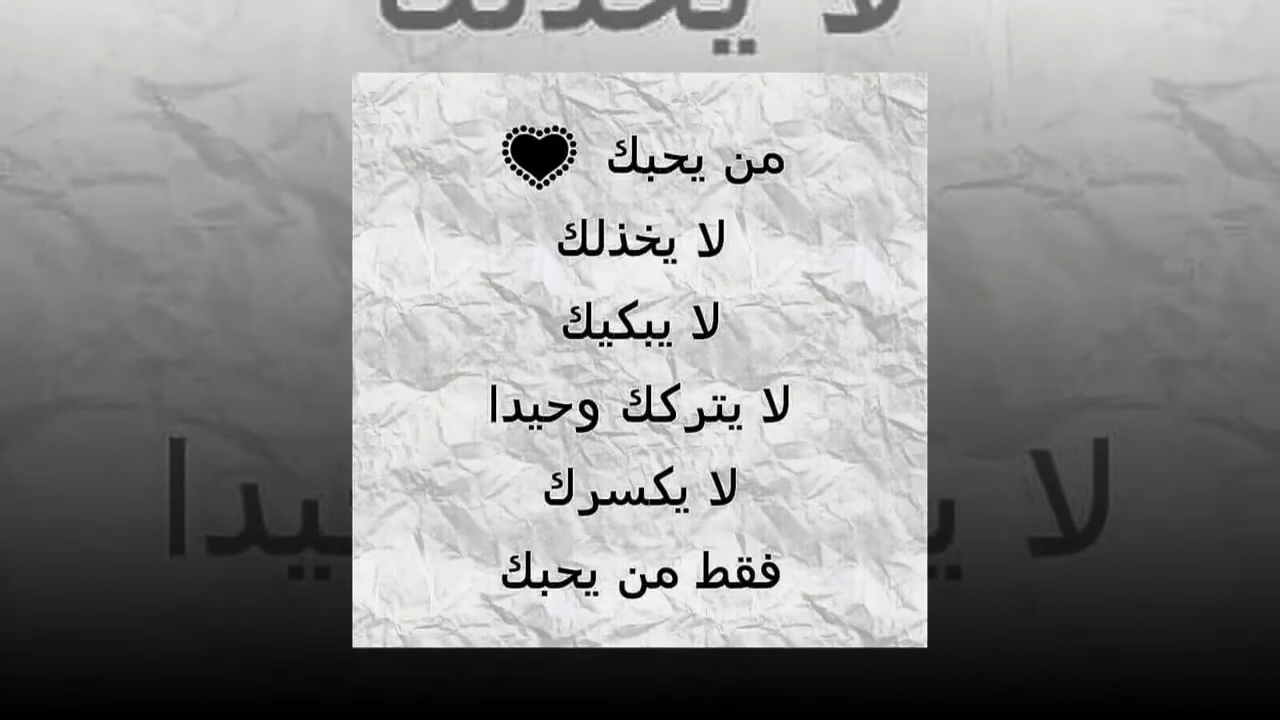 من يحبك 🖤
لا يخذلك
لا يبكيك
لا يتركك وحيدا
لا يكسرك
فقط من يحبك